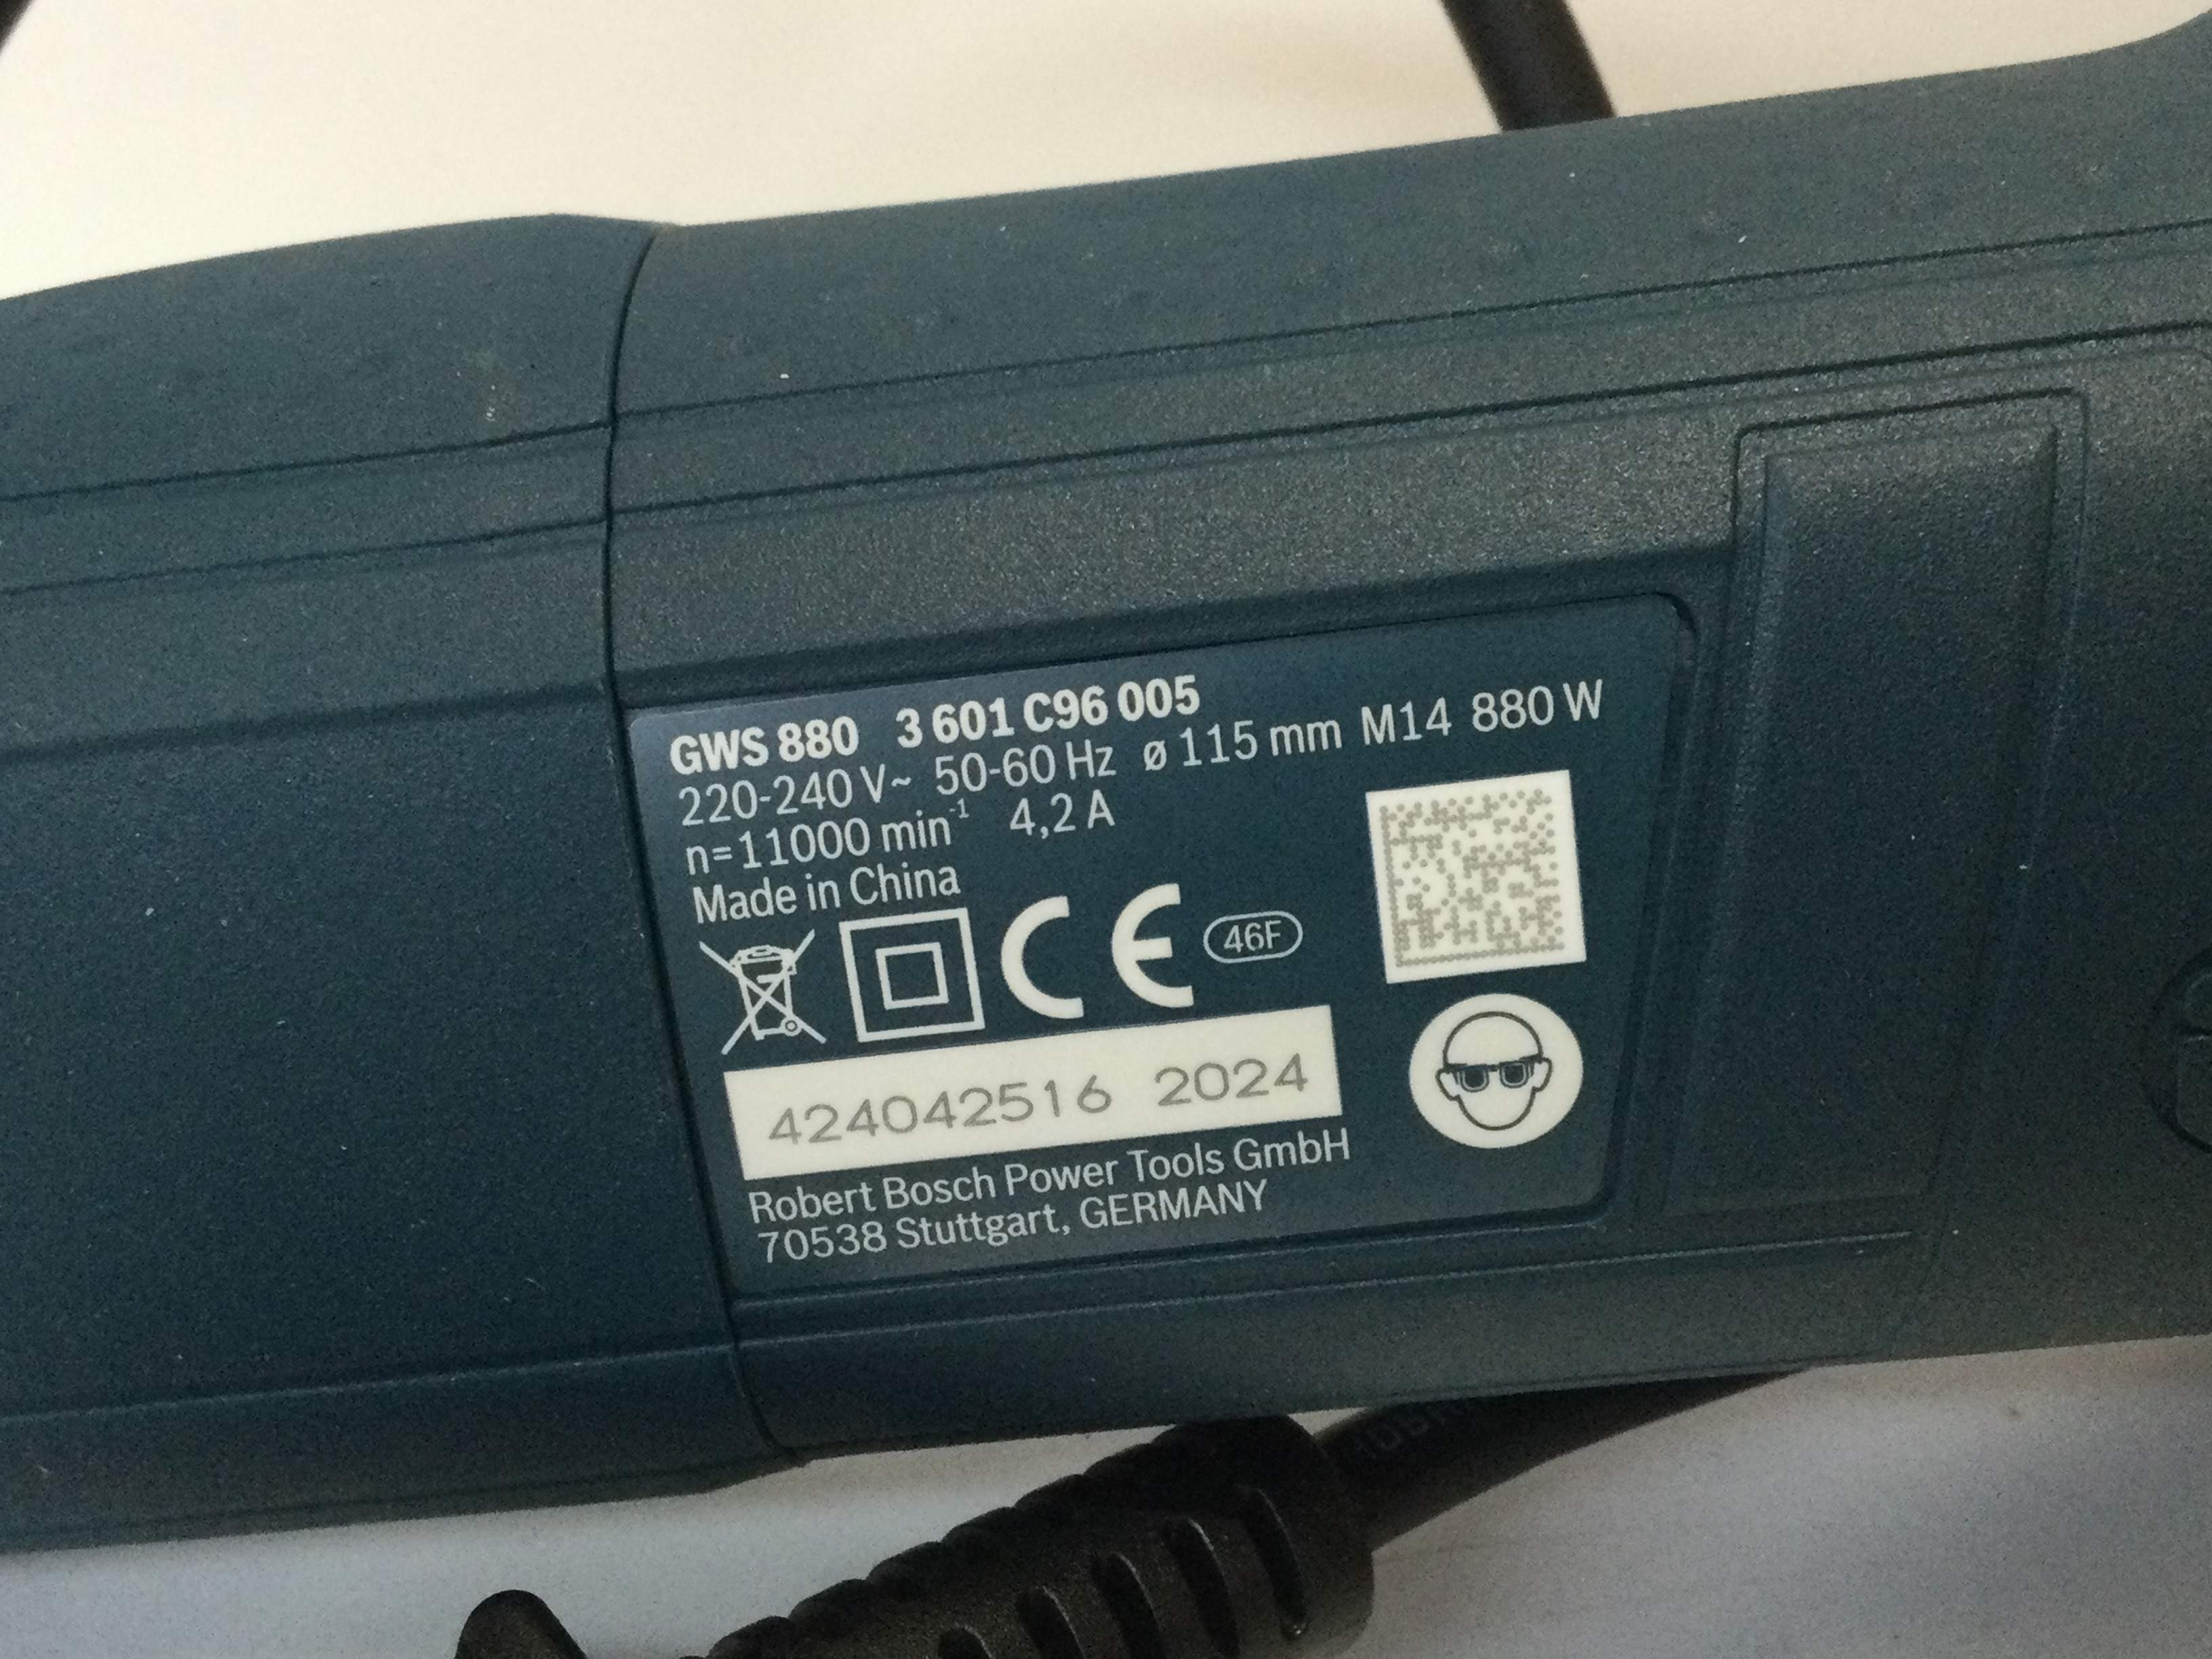 GWS 880 3 601 C96 005
220-240 V~ 50-60 Hz ø 115 mm M14 880 W
n=11000 min⁻¹ 4,2 A
Made in China
CE 46F
424042516 2024
Robert Bosch Power Tools GmbH
70538 Stuttgart, GERMANY